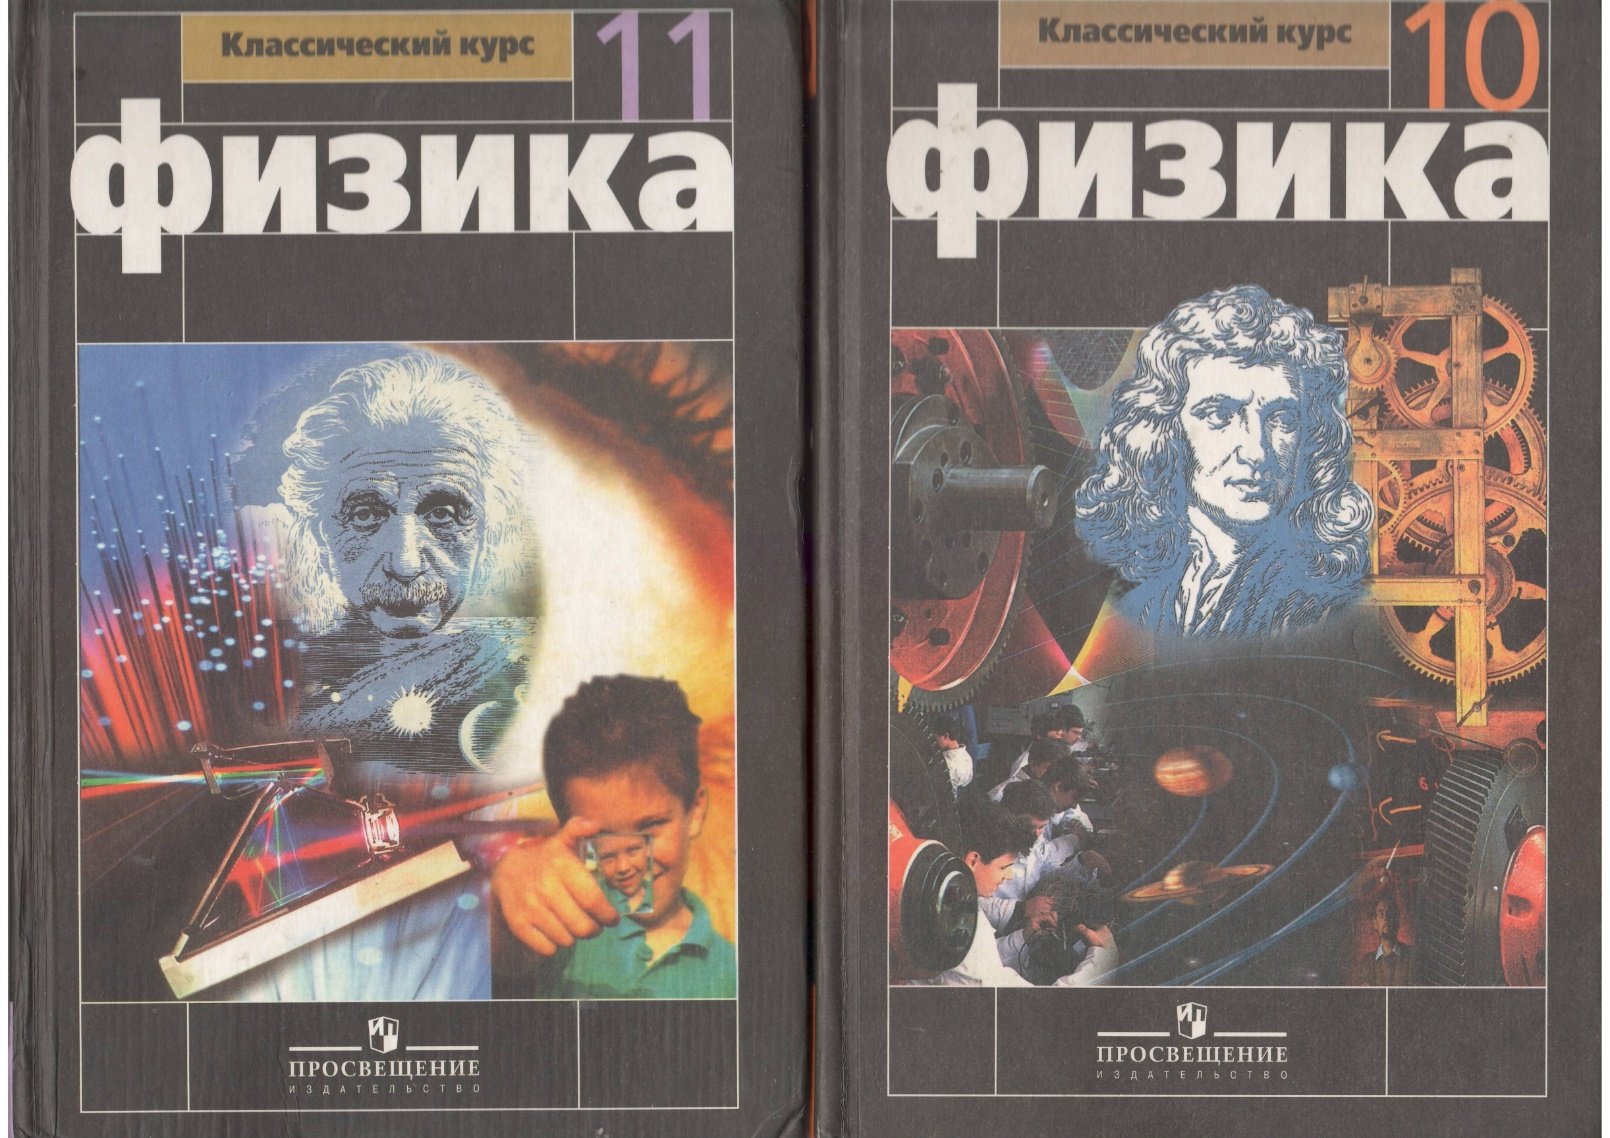 Классический курс
11
физика
ПРОСВЕЩЕНИЕ
ИЗДАТЕЛЬСТВО
Классический курс
10
физика
ПРОСВЕЩЕНИЕ
ИЗДАТЕЛЬСТВО